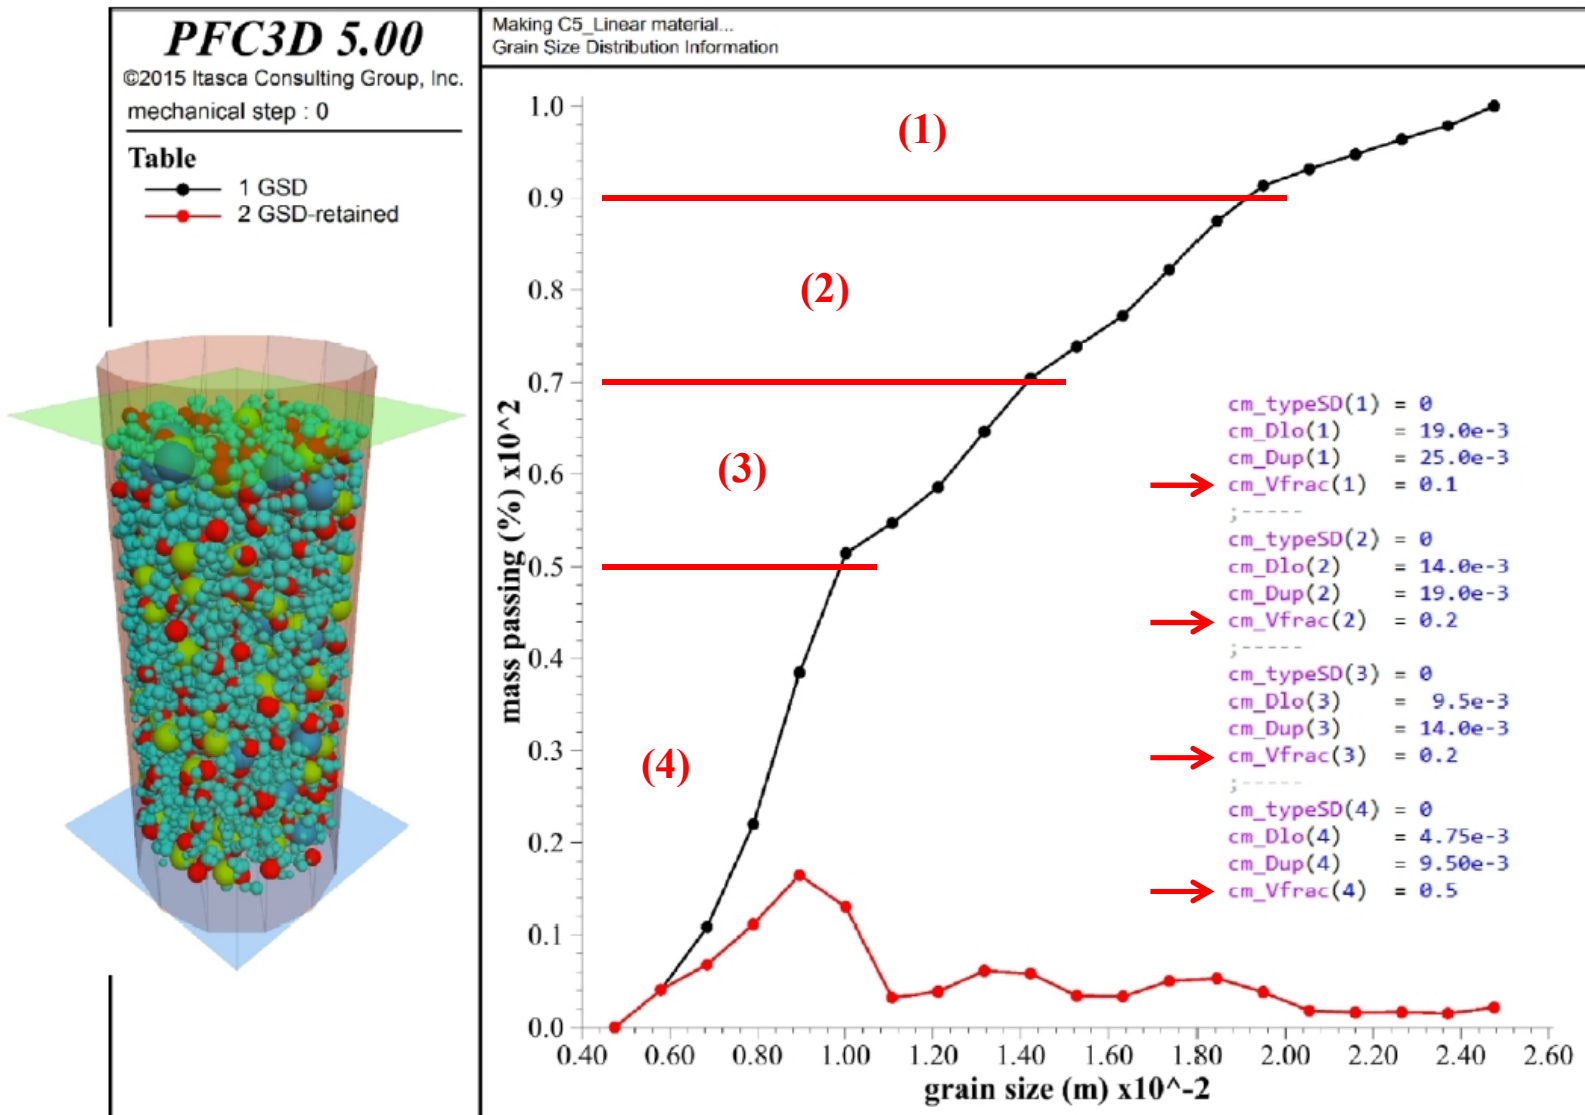 PFC3D 5.00
©2015 Itasca Consulting Group, Inc.
mechanical step : 0
Table
1 GSD
2 GSD-retained
Making C5_Linear material...
Grain Size Distribution Information
mass passing (%) x10^2
1.0
0.9
0.8
0.7
0.6
0.5
0.4
0.3
0.2
0.1
0.0
(1)
(2)
(3)
(4)
cm_typeSD(1) = 0
cm_Dlo(1) = 19.0e-3
cm_Dup(1) = 25.0e-3
cm_Vfrac(1) = 0.1
;-----
cm_typeSD(2) = 0
cm_Dlo(2) = 14.0e-3
cm_Dup(2) = 19.0e-3
cm_Vfrac(2) = 0.2
;-----
cm_typeSD(3) = 0
cm_Dlo(3) = 9.5e-3
cm_Dup(3) = 14.0e-3
cm_Vfrac(3) = 0.2
;-----
cm_typeSD(4) = 0
cm_Dlo(4) = 4.75e-3
cm_Dup(4) = 9.50e-3
cm_Vfrac(4) = 0.5
0.40 0.60 0.80 1.00 1.20 1.40 1.60 1.80 2.00 2.20 2.40 2.60
grain size (m) x10^-2